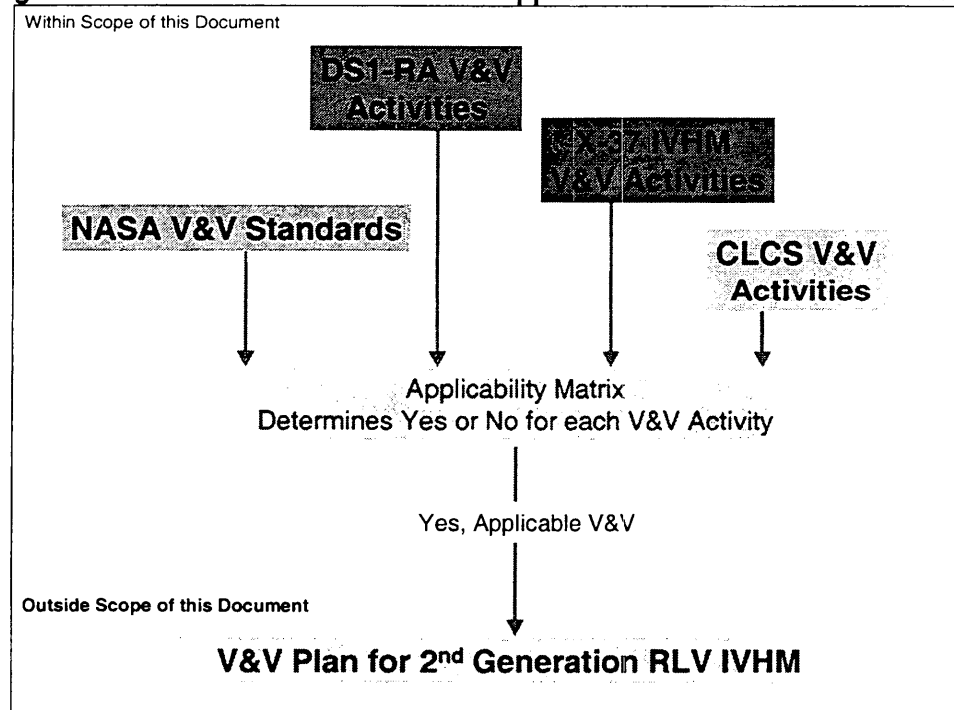 Within Scope of this Document
DS1-RA V&V
Activities
X-37 IVHM
V&V Activities
NASA V&V Standards
CLCS V&V
Activities
Applicability Matrix
Determines Yes or No for each V&V Activity
Yes, Applicable V&V
Outside Scope of this Document
V&V Plan for 2nd Generation RLV IVHM